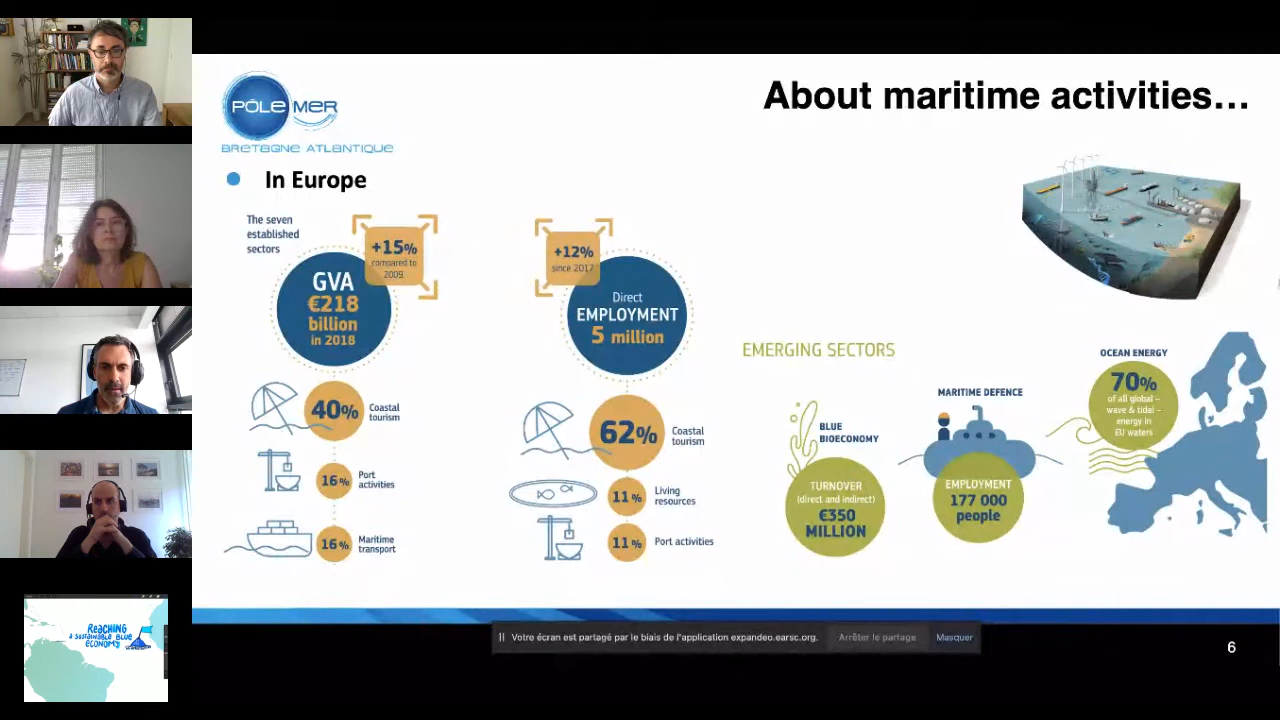 About maritime activities...
PÔLE MER
BRETAGNE ATLANTIQUE
In Europe
The seven
established
sectors
+15%
compared to
2009
GVA
€218
billion
in 2018
40%
Coastal
tourism
16%
Port
activities
16%
Maritime
transport
+12%
since 2017
Direct
EMPLOYMENT
5 million
62%
Coastal
tourism
11%
Living
resources
11%
Port activities
EMERGING SECTORS
BLUE
BIOECONOMY
TURNOVER
(direct and indirect)
€350
MILLION
MARITIME DEFENCE
EMPLOYMENT
177 000
people
OCEAN ENERGY
70%
of all global –
wave & tidal –
energy in
EU waters
REACHING
A SUSTAINABLE BLUE
ECONOMY
Votre écran est partagé par le biais de l'application expandeo.earsc.org.
Arrêter le partage
Masquer
6